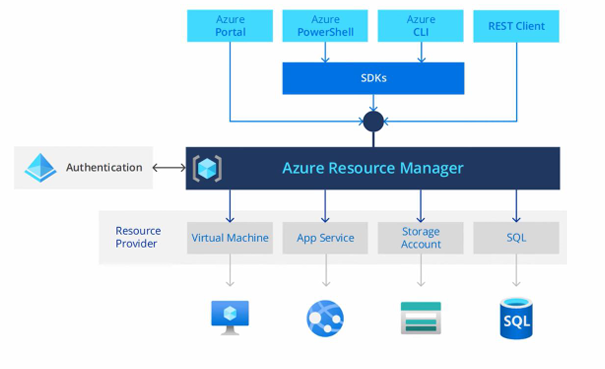 Azure
Portal
Azure
PowerShell
Azure
CLI
REST Client
SDKs
Authentication
Azure Resource Manager
Resource
Provider
Virtual Machine
App Service
Storage
Account
SQL
SQL